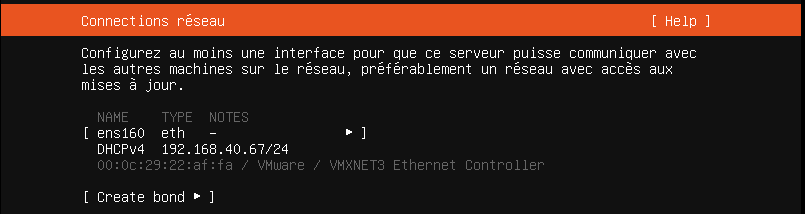 Connections réseau [ Help ]
Configurez au moins une interface pour que ce serveur puisse communiquer avec
les autres machines sur le réseau, préférablement un réseau avec accès aux
mises à jour.
NAME TYPE NOTES
[ ens160 eth - ▸ ]
DHCPv4 192.168.40.67/24
00:0c:29:22:af:fa / VMware / VMXNET3 Ethernet Controller
[ Create bond ▸ ]